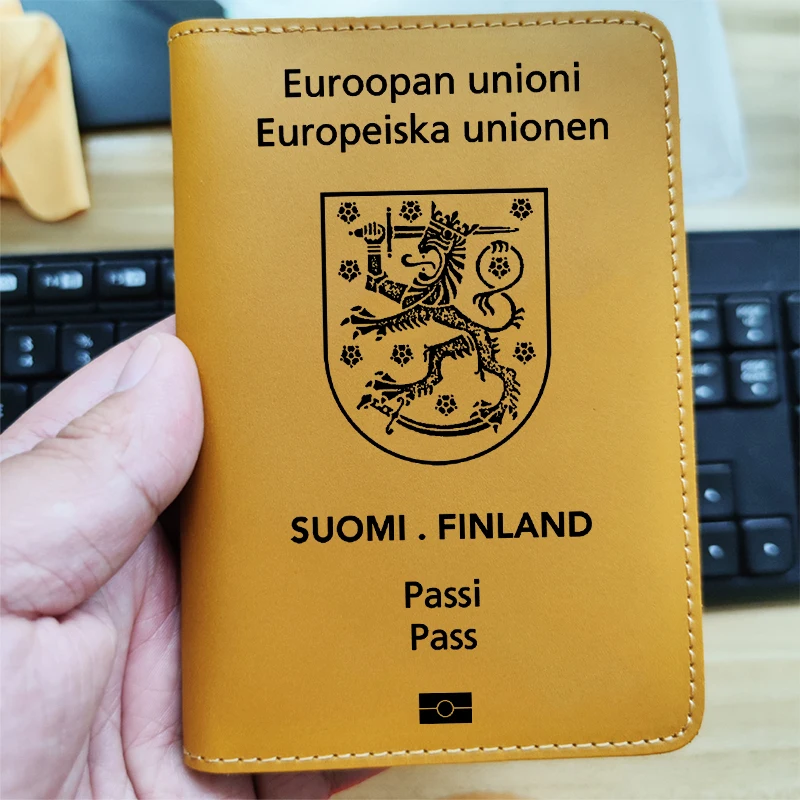 Euroopan unioni
Europeiska unionen
SUOMI . FINLAND
Passi
Pass